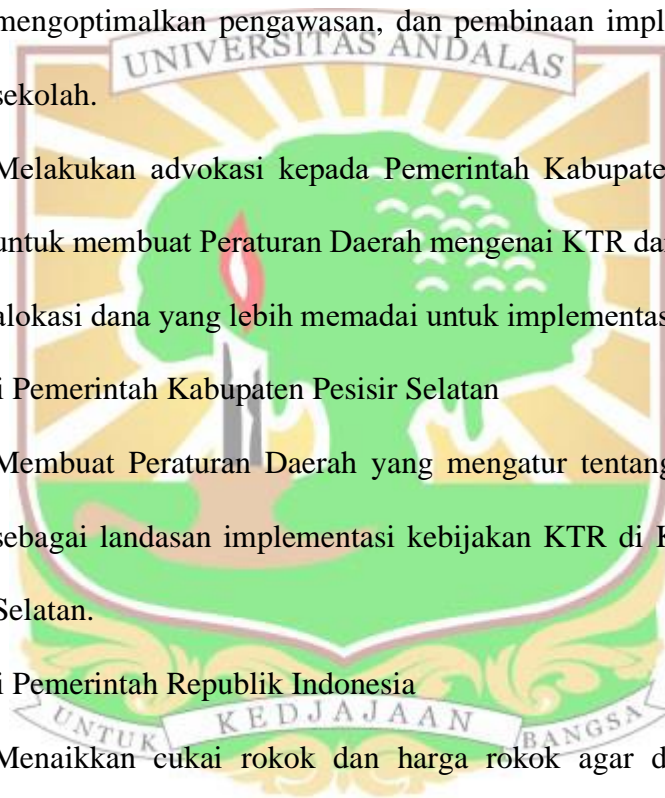 mengoptimalkan pengawasan, dan pembinaan impl
UNIVERSITAS ANDALAS
sekolah.
Melakukan advokasi kepada Pemerintah Kabupate
untuk membuat Peraturan Daerah mengenai KTR da
alokasi dana yang lebih memadai untuk implementas
i Pemerintah Kabupaten Pesisir Selatan
Membuat Peraturan Daerah yang mengatur tentang
sebagai landasan implementasi kebijakan KTR di K
Selatan.
i Pemerintah Republik Indonesia
UNTUK KEDJAJAAN BANGSA
Menaikkan cukai rokok dan harga rokok agar d